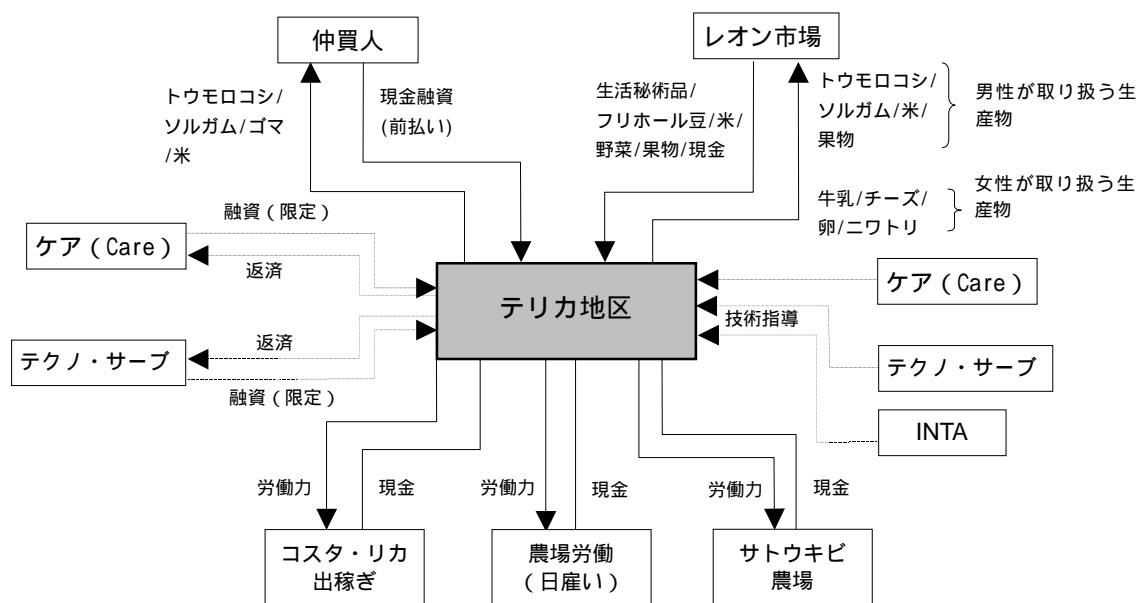 仲買人
レオン市場
トウモロコシ/
ソルガム/ゴマ
/米
現金融資
(前払い)
生活秘術品/
フリホール豆/米/
野菜/果物/現金
トウモロコシ/
ソルガム/米/
果物
男性が取り扱う生
産物
牛乳/チーズ/
卵/ニワトリ
女性が取り扱う生
産物
融資(限定)
ケア(Care)
返済
テリカ地区
ケア(Care)
技術指導
返済
テクノ・サーブ
融資(限定)
テクノ・サーブ
INTA
労働力
現金
労働力
現金
労働力
現金
コスタ・リカ
出稼ぎ
農場労働
(日雇い)
サトウキビ
農場